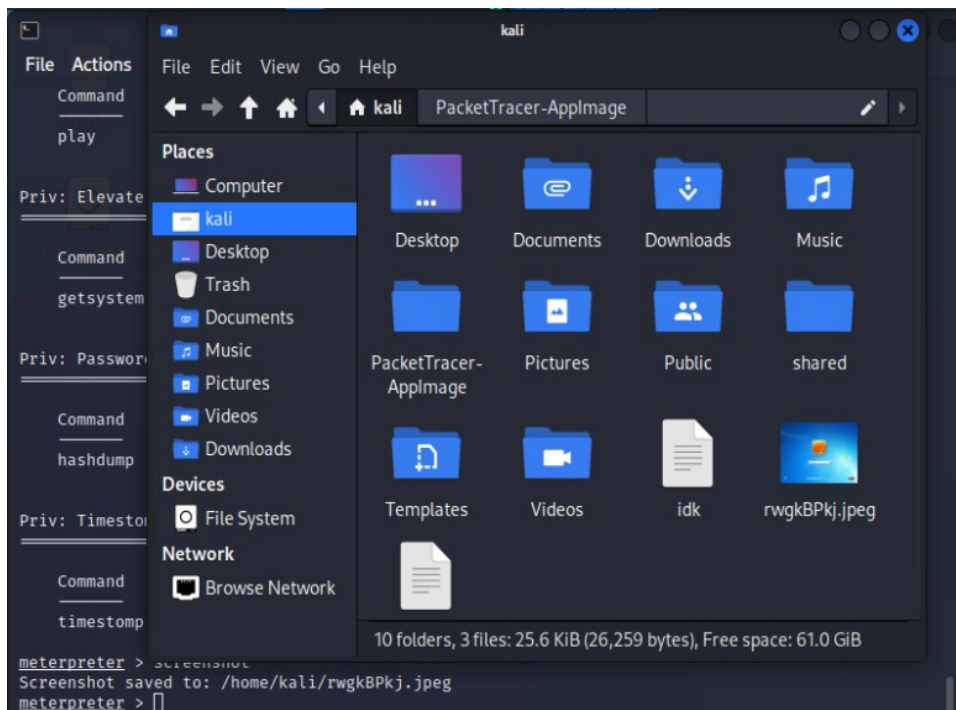 kali
File Actions
File Edit View Go Help
kali PacketTracer-AppImage
Command
play
Priv: Elevate
Command
getsystem
Priv: Passwor
Command
hashdump
Priv: Timesto
Command
timestomp
Places
Computer
kali
Desktop
Trash
Documents
Music
Pictures
Videos
Downloads
Devices
File System
Network
Browse Network
Desktop Documents Downloads Music
PacketTracer-
AppImage Pictures Public shared
Templates Videos idk rwgkBPkj.jpeg
10 folders, 3 files: 25.6 KiB (26,259 bytes), Free space: 61.0 GiB
meterpreter > screenshot
Screenshot saved to: /home/kali/rwgkBPkj.jpeg
meterpreter >